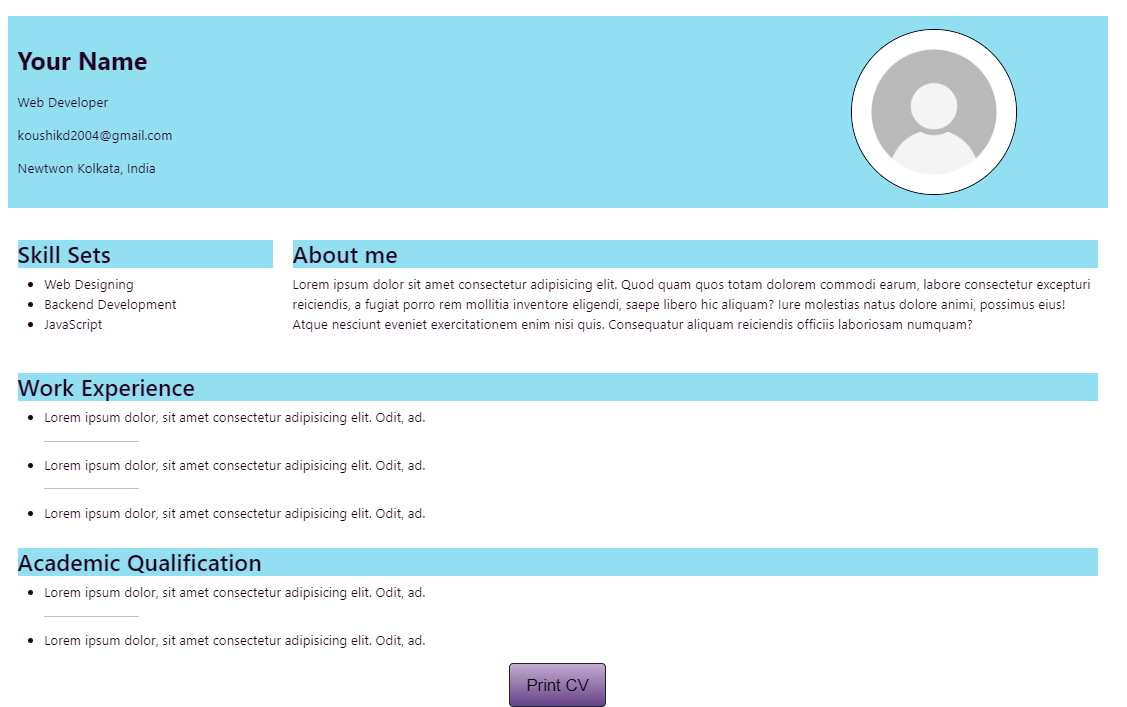 Your Name
Web Developer
koushikd2004@gmail.com
Newtwon Kolkata, India
Skill Sets
Web Designing
Backend Development
JavaScript
About me
Lorem ipsum dolor sit amet consectetur adipisicing elit. Quod quam quos totam dolorem commodi earum, labore consectetur excepturi
reiciendis, a fugiat porro rem mollitia inventore eligendi, saepe libero hic aliquam? Iure molestias natus dolore animi, possimus eius!
Atque nesciunt eveniet exercitationem enim nisi quis. Consequatur aliquam reiciendis officiis laboriosam numquam?
Work Experience
Lorem ipsum dolor, sit amet consectetur adipisicing elit. Odit, ad.
Lorem ipsum dolor, sit amet consectetur adipisicing elit. Odit, ad.
Lorem ipsum dolor, sit amet consectetur adipisicing elit. Odit, ad.
Academic Qualification
Lorem ipsum dolor, sit amet consectetur adipisicing elit. Odit, ad.
Lorem ipsum dolor, sit amet consectetur adipisicing elit. Odit, ad.
Print CV